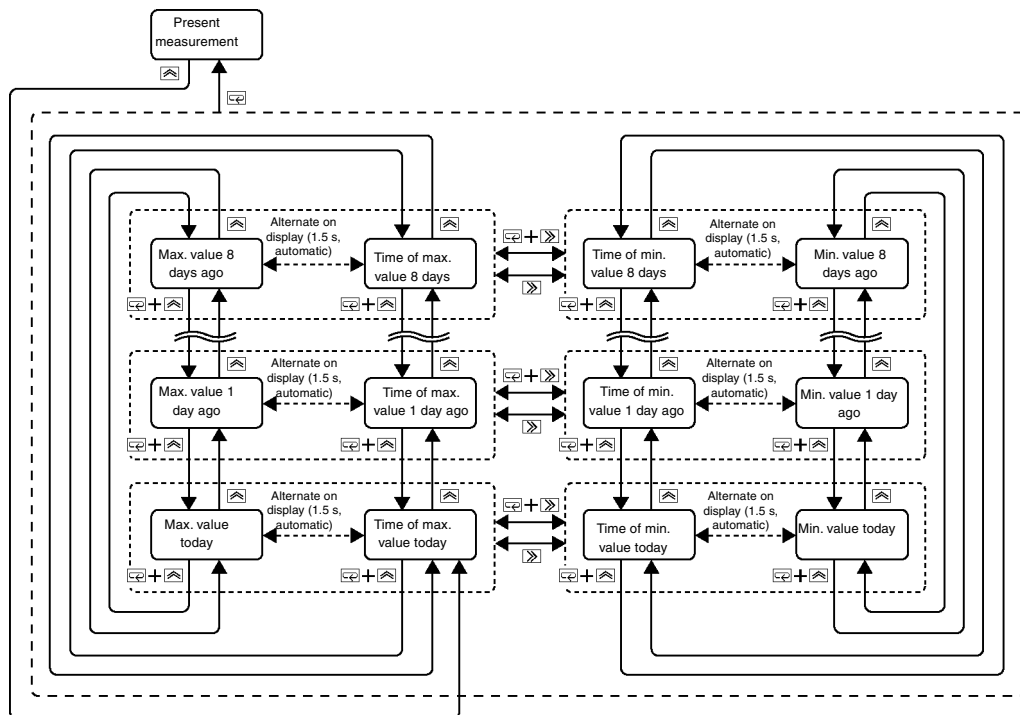 Present
measurement
Alternate on
display (1.5 s,
automatic)
Max. value 8
days ago
Time of max.
value 8 days
+
+
+
Alternate on
display (1.5 s,
automatic)
Time of min.
value 8 days
Min. value 8
days ago
+
+
Alternate on
display (1.5 s,
automatic)
Max. value 1
day ago
Time of max.
value 1 day ago
+
+
+
Alternate on
display (1.5 s,
automatic)
Time of min.
value 1 day ago
Min. value 1 day
ago
+
+
Alternate on
display (1.5 s,
automatic)
Max. value
today
Time of max.
value today
+
+
+
Alternate on
display (1.5 s,
automatic)
Time of min.
value today
Min. value today
+
+